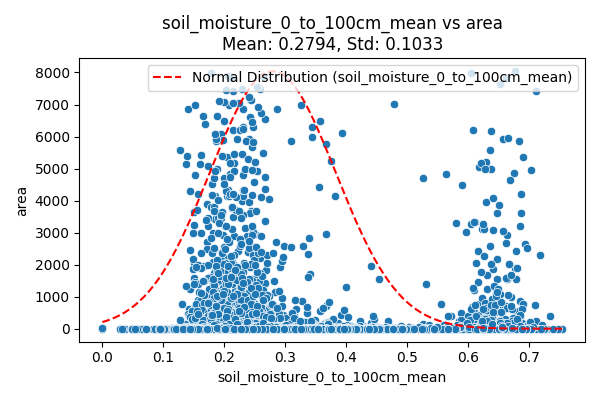 soil_moisture_0_to_100cm_mean vs area
Mean: 0.2794, Std: 0.1033
Normal Distribution (soil_moisture_0_to_100cm_mean)
8000
7000
6000
5000
4000
3000
2000
1000
0
area
0.0 0.1 0.2 0.3 0.4 0.5 0.6 0.7
soil_moisture_0_to_100cm_mean